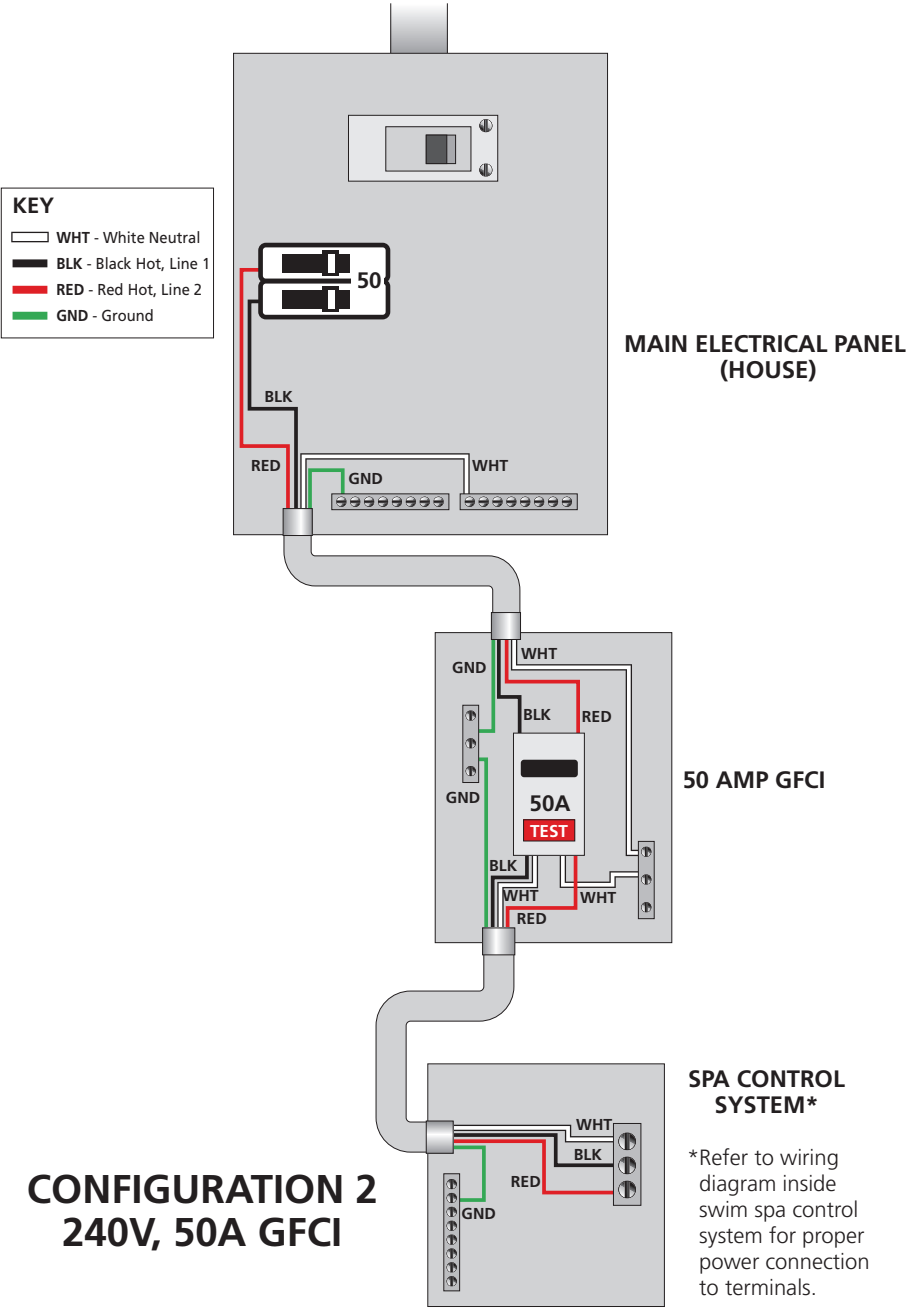 KEY
WHT - White Neutral
BLK - Black Hot, Line 1
RED - Red Hot, Line 2
GND - Ground
50
MAIN ELECTRICAL PANEL
(HOUSE)
BLK
RED
GND
WHT
WHT
GND
BLK
RED
50 AMP GFCI
GND
50A
TEST
BLK
WHT
WHT
RED
SPA CONTROL
SYSTEM*
WHT
BLK
RED
GND
*Refer to wiring
diagram inside
swim spa control
system for proper
power connection
to terminals.
CONFIGURATION 2
240V, 50A GFCI